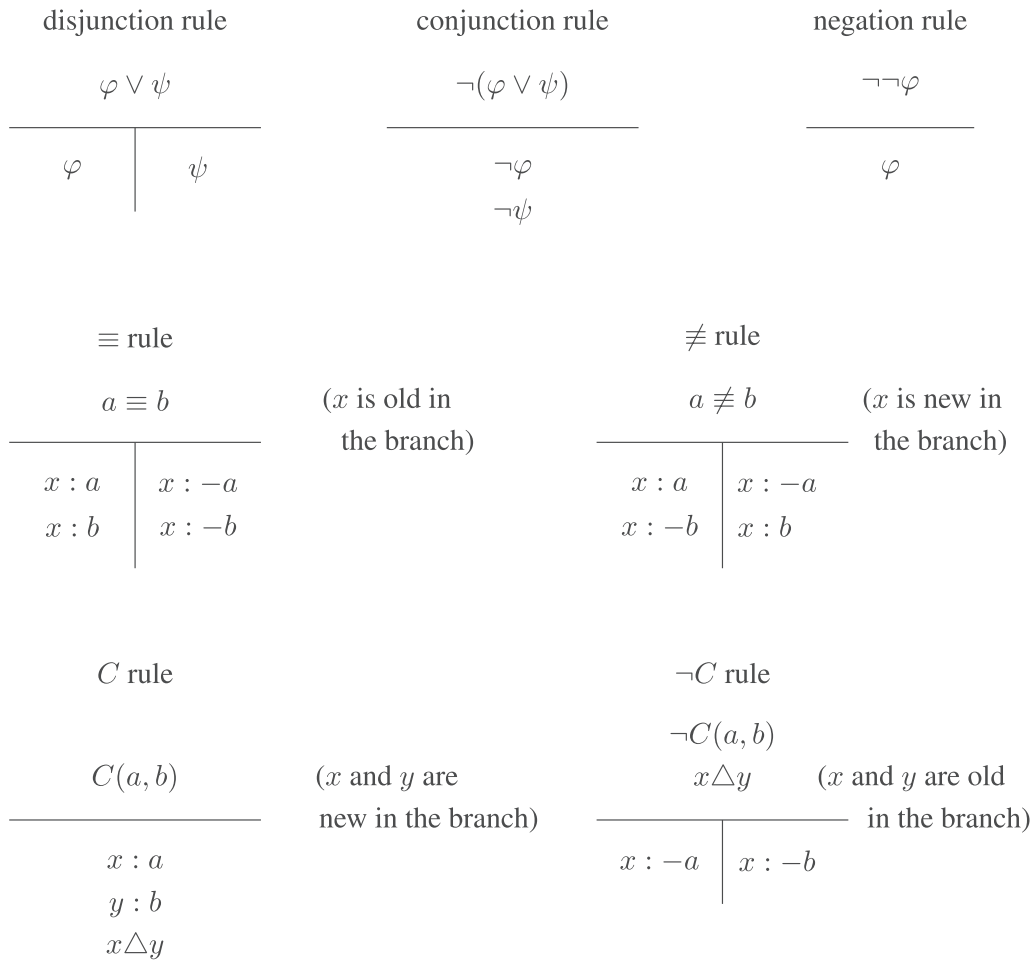 disjunction rule conjunction rule negation rule
φ ∨ ψ ¬(φ ∨ ψ) ¬¬φ
φ ψ ¬φ φ
¬ψ
≡ rule ≢ rule
a ≡ b (x is old in a ≢ b (x is new in
the branch) the branch)
x : a x : −a x : a x : −a
x : b x : −b x : −b x : b
C rule ¬C rule
¬C(a, b)
C(a, b) (x and y are x△y (x and y are old
new in the branch) in the branch)
x : a x : −a x : −b
y : b
x△y